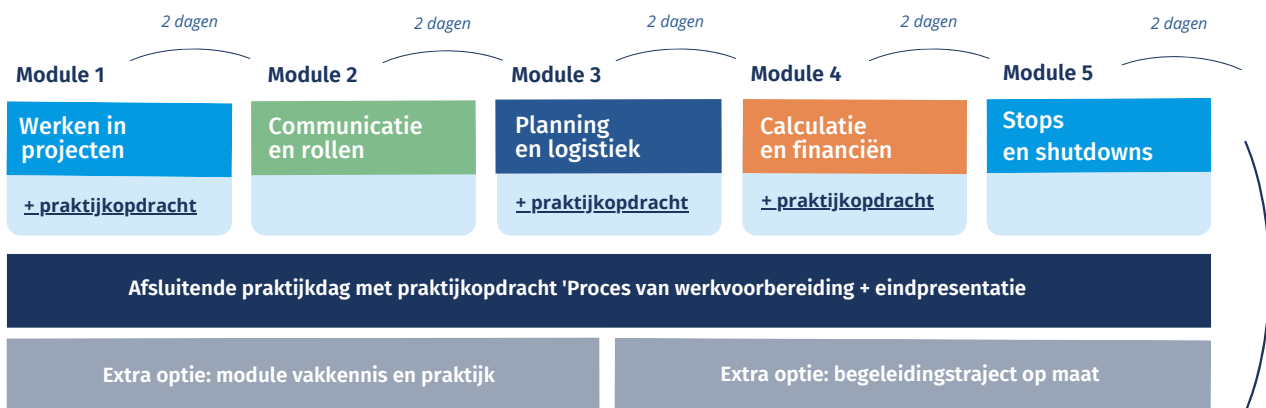 2 dagen
2 dagen
2 dagen
2 dagen
2 dagen
Module 1
Module 2
Module 3
Module 4
Module 5
Werken in
projecten
Communicatie
en rollen
Planning
en logistiek
Calculatie
en financiën
Stops
en shutdowns
+ praktijkopdracht
+ praktijkopdracht
+ praktijkopdracht
Afsluitende praktijkdag met praktijkopdracht 'Proces van werkvoorbereiding + eindpresentatie
Extra optie: module vakkennis en praktijk
Extra optie: begeleidingstraject op maat